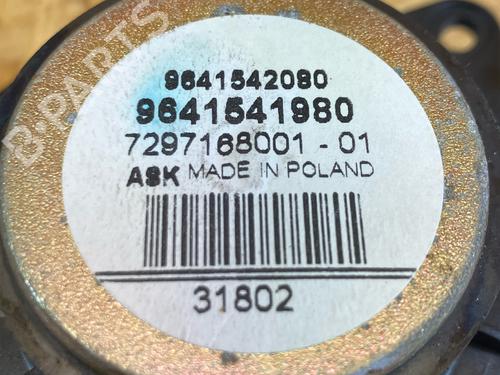 B-PARTS
9641542080
9641541980
7297168001 - 01
ASK MADE IN POLAND
31802